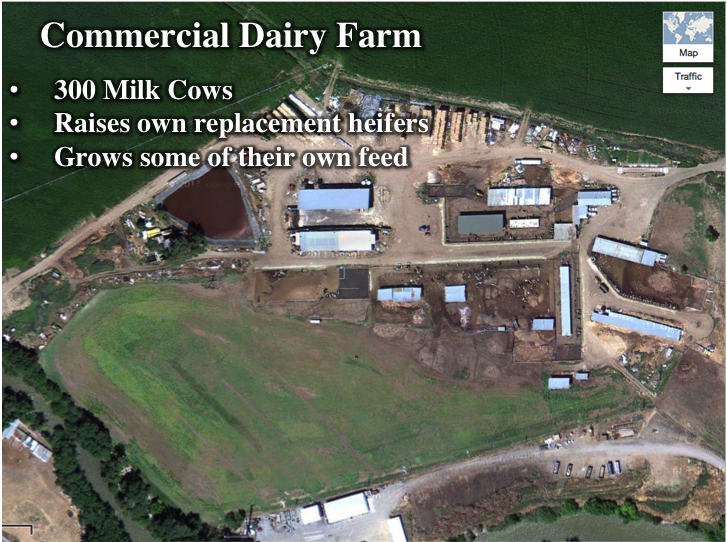 Commercial Dairy Farm
• 300 Milk Cows
• Raises own replacement heifers
• Grows some of their own feed
Map
Traffic